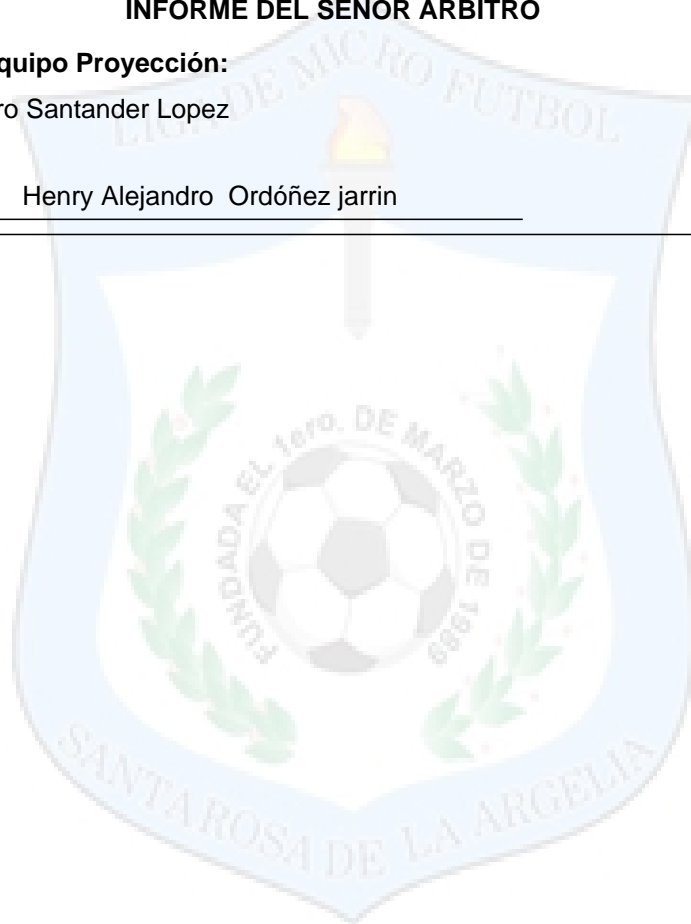 INFORME DEL SEÑOR ARBITRO
quipo Proyección:
ro Santander Lopez
Henry Alejandro Ordóñez jarrin
LIGA DE MICRO FUTBOL
FUNDADA EL 1ero. DE MARZO DE 1989
SANTA ROSA DE LA ARGELIA